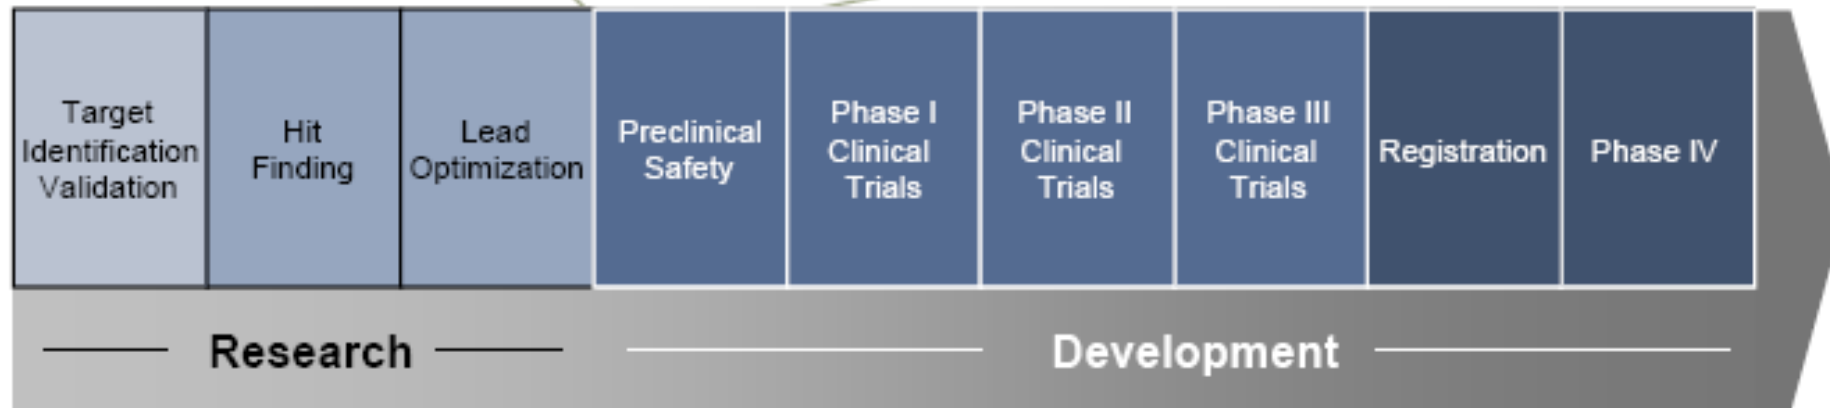 Target
Identification
Validation
Hit
Finding
Lead
Optimization
Preclinical
Safety
Phase I
Clinical
Trials
Phase II
Clinical
Trials
Phase III
Clinical
Trials
Registration
Phase IV
Research
Development